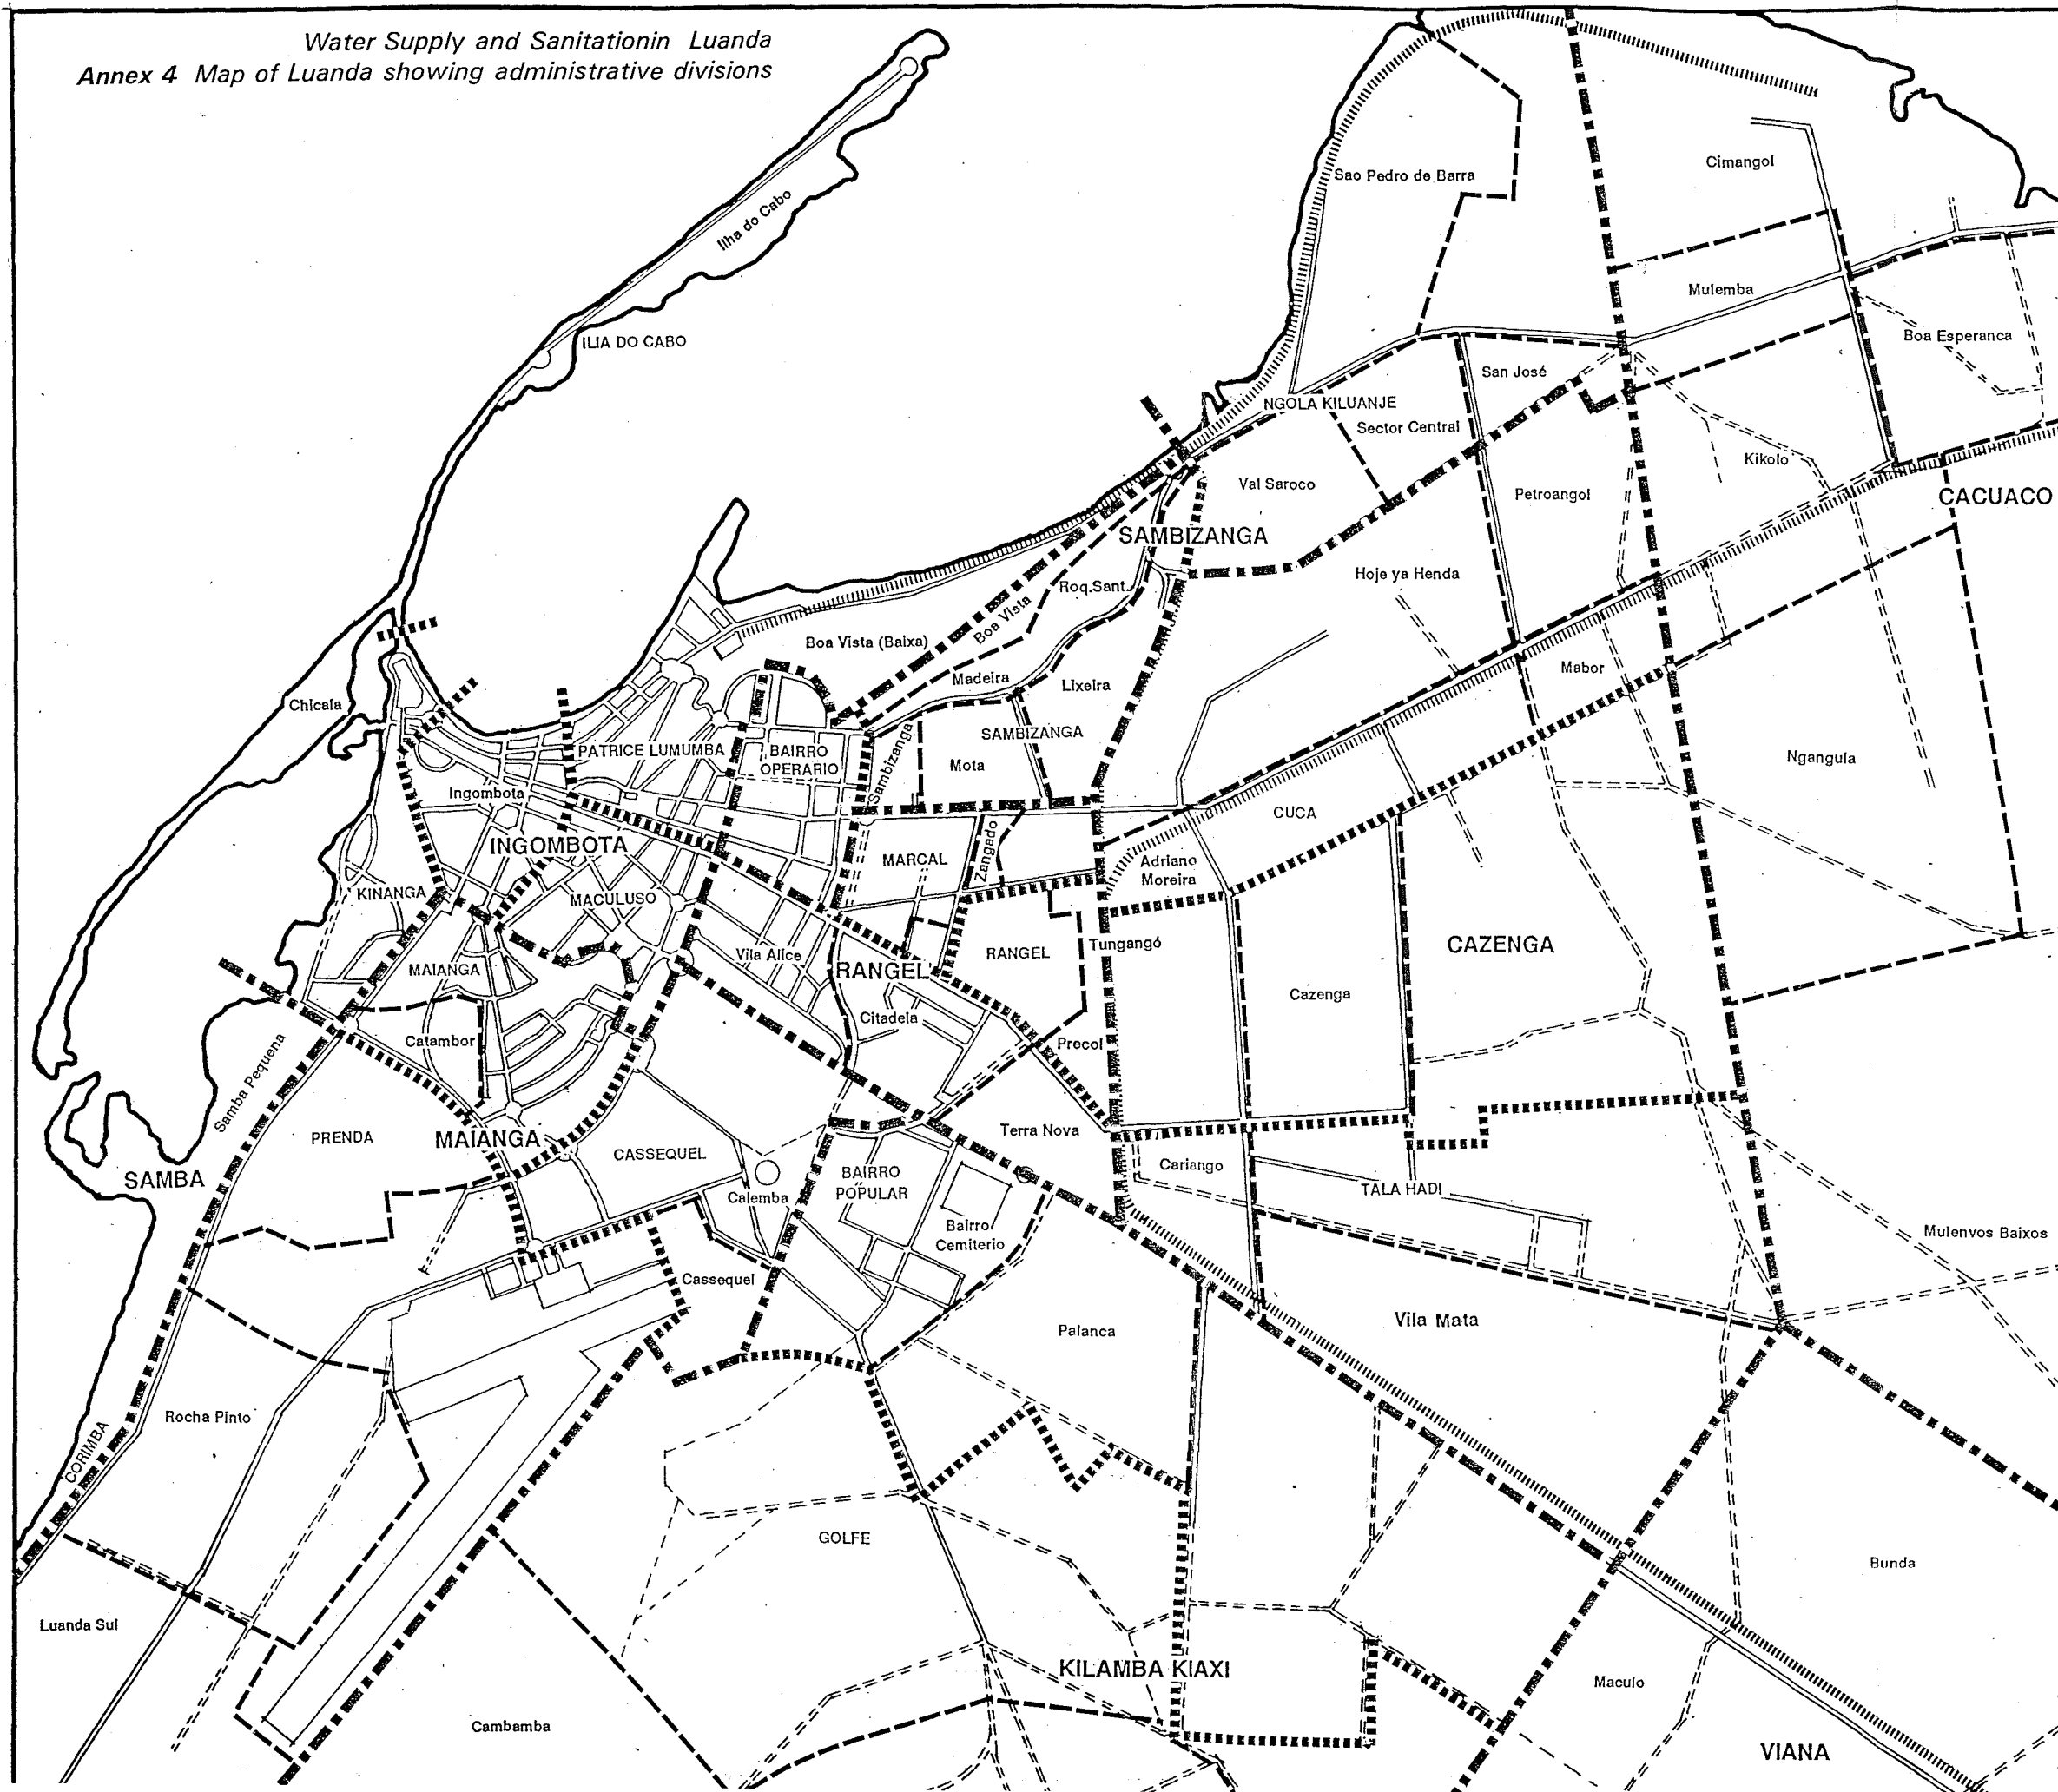 Water Supply and Sanitationin Luanda
Annex 4 Map of Luanda showing administrative divisions
Cimangol
Sao Pedro de Barra
Ilha do Cabo
Mulemba
Boa Esperanca
ILIA DO CABO
San José
NGOLA KILUANJE
Sector Central
Kikolo
Val Saroco
Petroangol
CACUACO
SAMBIZANGA
Hoje ya Henda
Roq.Sant.
Boa Vista
Boa Vista (Baixa)
Mabor
Madeira
Lixeira
Chicala
SAMBIZANGA
PATRICE LUMUMBA
BAIRRO
OPERARIO
Sambizanga
Mota
Ngangula
Ingombota
CUCA
INGOMBOTA
Zangado
MARCAL
Adriano
Moreira
KINANGA
MACULUSO
Tungangó
CAZENGA
RANGEL
Vila Alice
RANGEL
MAIANGA
Cazenga
Citadela
Catambor
Precol
Samba Pequena
Terra Nova
PRENDA
MAIANGA
CASSEQUEL
Cariango
BAIRRO
POPULAR
SAMBA
TALA HADI
Calemba
Bairro
Cemiterio
Mulenvos Baixos
Cassequel
Vila Mata
Palanca
Rocha Pinto
CORIMBA
GOLFE
Bunda
Luanda Sul
KILAMBA KIAXI
Maculo
Cambamba
VIANA